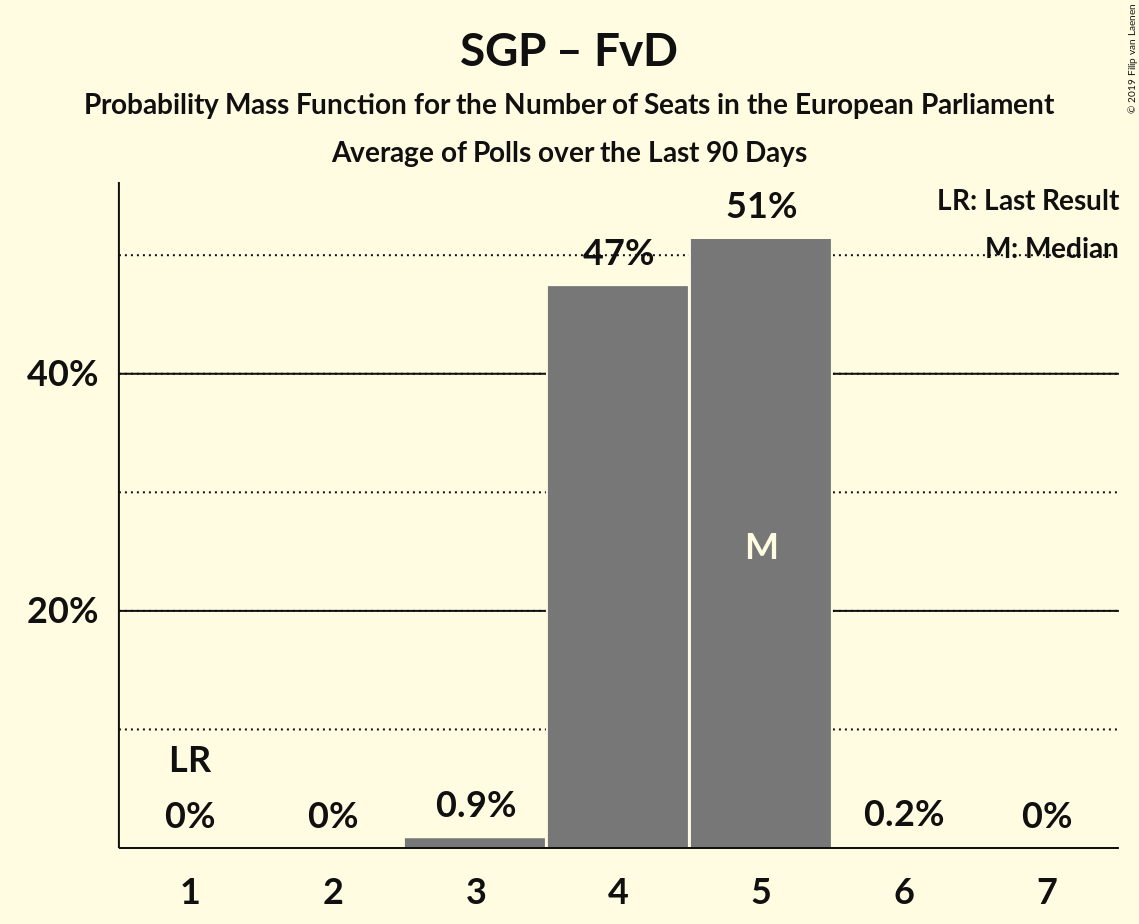 SGP – FvD
Probability Mass Function for the Number of Seats in the European Parliament
Average of Polls over the Last 90 Days
© 2019 Filip van Laenen
LR: Last Result
M: Median
51%
47%
40%
20%
M
LR
0%
0%
0.9%
0.2%
0%
1 2 3 4 5 6 7